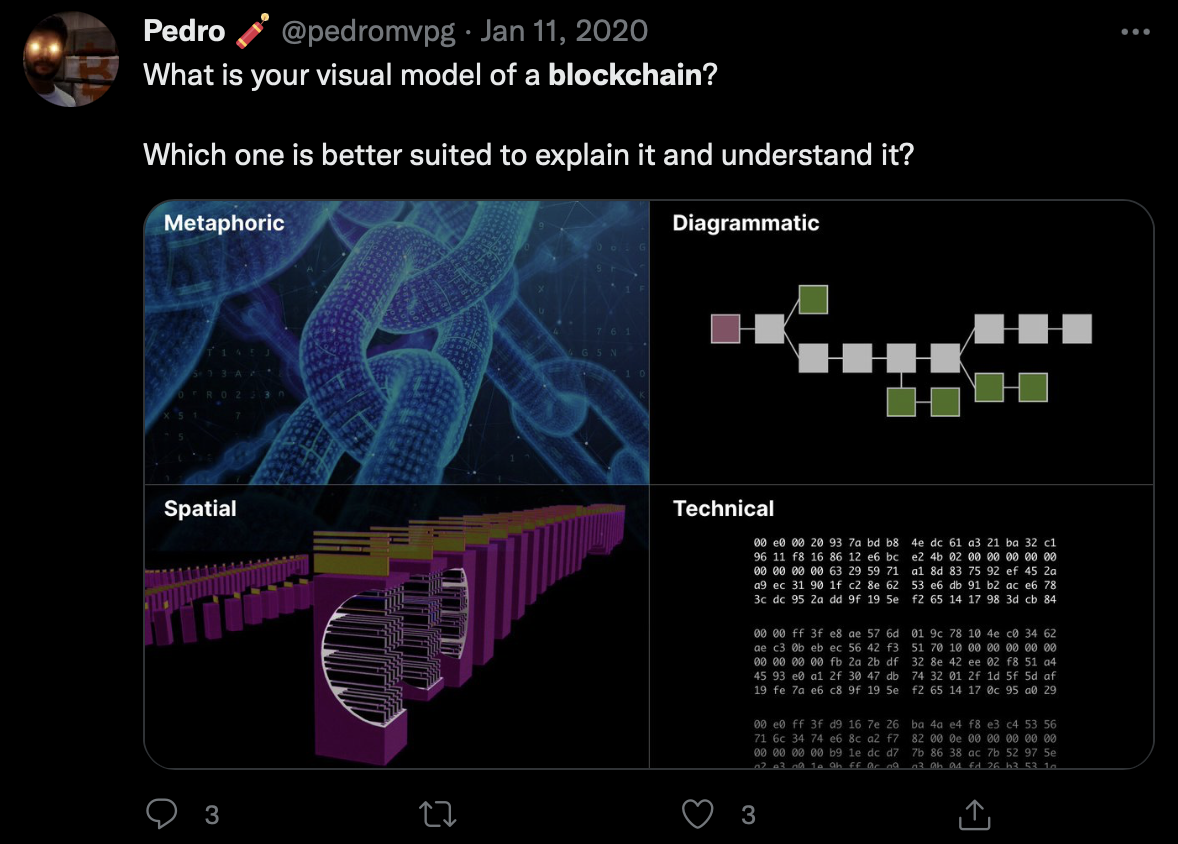 Pedro 🧨 @pedromvpg · Jan 11, 2020
What is your visual model of a blockchain?
Which one is better suited to explain it and understand it?
Metaphoric
Diagrammatic
Spatial
Technical
00 e0 00 20 93 7a bd b8 4e dc 61 a3 21 ba 32 c1
96 11 f8 16 86 12 e6 bc e2 4b 02 00 00 00 00 00
00 00 00 00 63 29 59 71 a1 8d 83 75 92 ef 45 2a
a9 ec 31 90 1f c2 8e 62 53 e6 db 91 b2 ac e6 78
3c dc 95 2a dd 9f 19 5e f2 65 14 17 98 3d cb 84
00 00 ff 3f e8 ae 57 6d 01 9c 78 10 4e c0 34 62
ae c3 0b eb ec 56 42 f3 51 70 10 00 00 00 00 00
00 00 00 00 fb 2a 2b df 32 8e 42 ee 02 f8 51 a4
45 93 e0 a1 2f 30 47 db 74 32 01 2f 1d 5f 5d af
19 fe 7a e6 c8 9f 19 5e f2 65 14 17 0c 95 a0 29
00 e0 ff 3f d9 16 7e 26 ba 4a e4 f8 e3 c4 53 56
71 6c 34 74 e6 8c a2 f7 82 00 0e 00 00 00 00 00
00 00 00 00 b9 1e dc d7 7b 86 38 ac 7b 52 97 5e
3
3